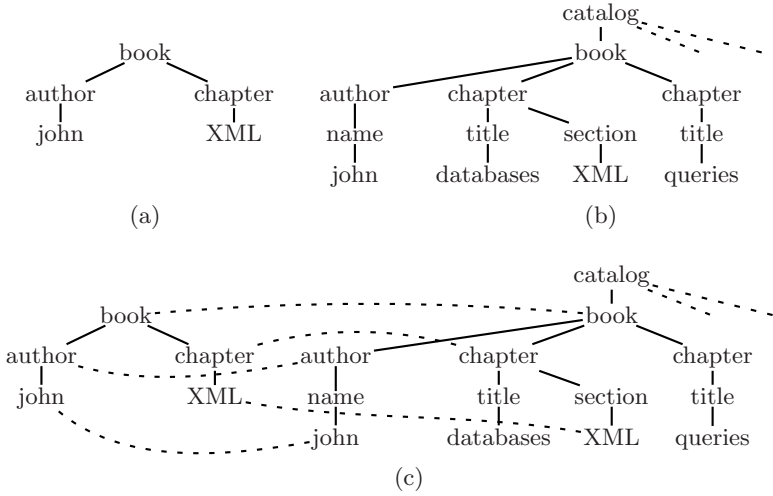 catalog
book book
author chapter author chapter chapter
john XML name title section title
john databases XML queries
(a) (b)
catalog
book book
author chapter author chapter chapter
john XML name title section title
john databases XML queries
(c)